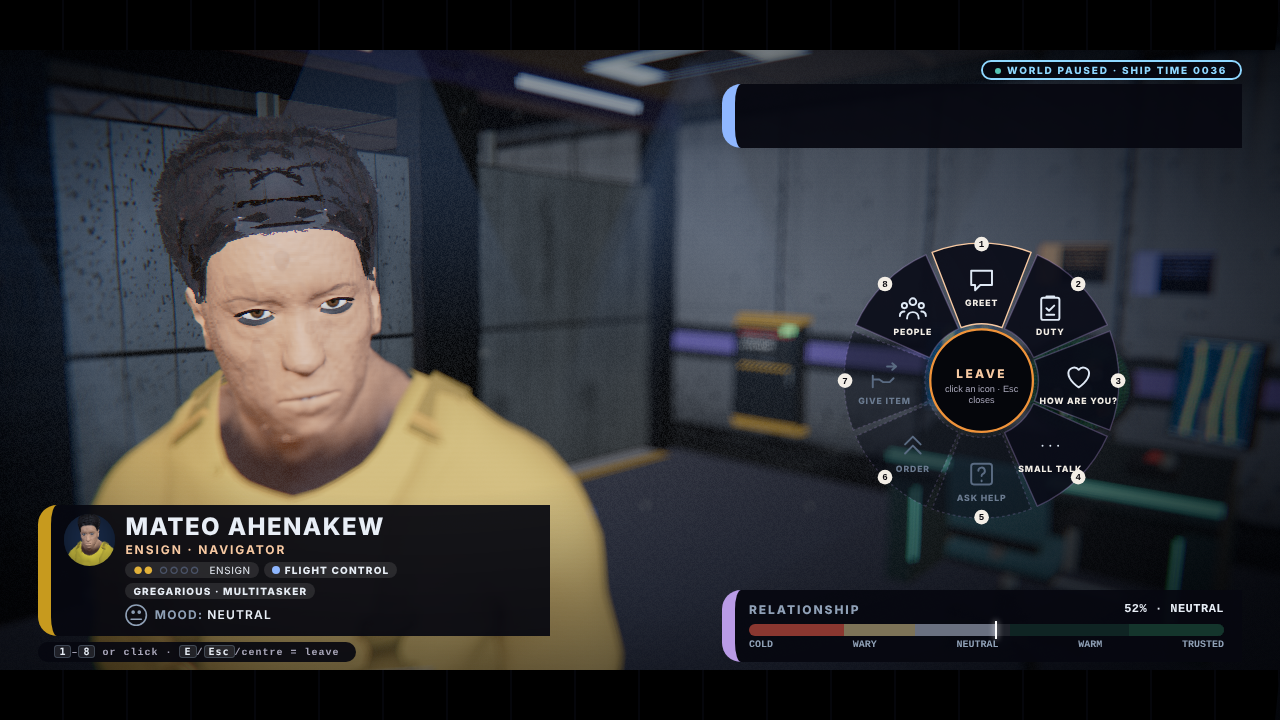 WORLD PAUSED · SHIP TIME 0036
1
GREET
2
DUTY
3
HOW ARE YOU?
4
SMALL TALK
5
ASK HELP
6
ORDER
7
GIVE ITEM
8
PEOPLE
LEAVE
click an icon · Esc
closes
MATEO AHENAKEW
ENSIGN · NAVIGATOR
ENSIGN
FLIGHT CONTROL
GREGARIOUS · MULTITASKER
MOOD: NEUTRAL
1-8 or click · E/Esc/centre = leave
RELATIONSHIP
52% · NEUTRAL
COLD WARY NEUTRAL WARM TRUSTED